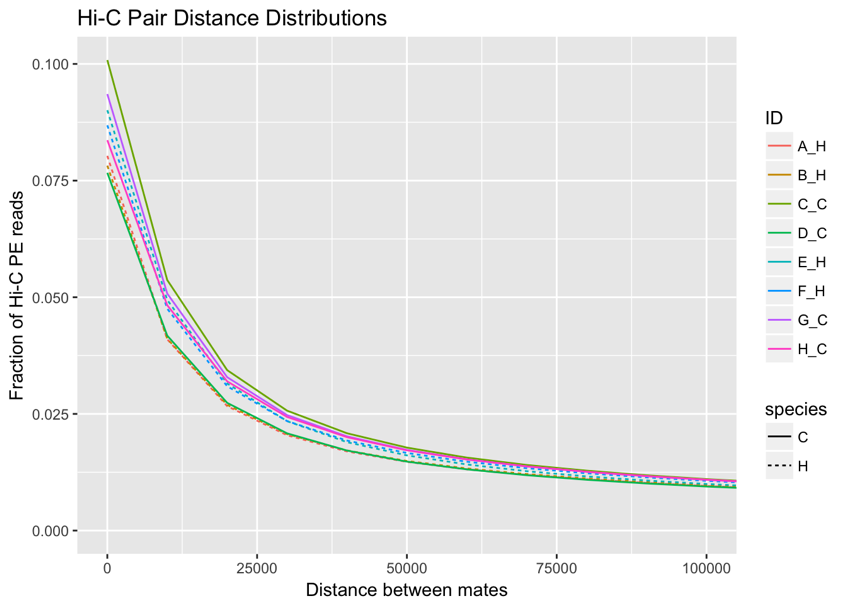 Hi-C Pair Distance Distributions
Fraction of Hi-C PE reads
0.100
0.075
0.050
0.025
0.000
0
25000
50000
75000
100000
Distance between mates
ID
A_H
B_H
C_C
D_C
E_H
F_H
G_C
H_C
species
C
H